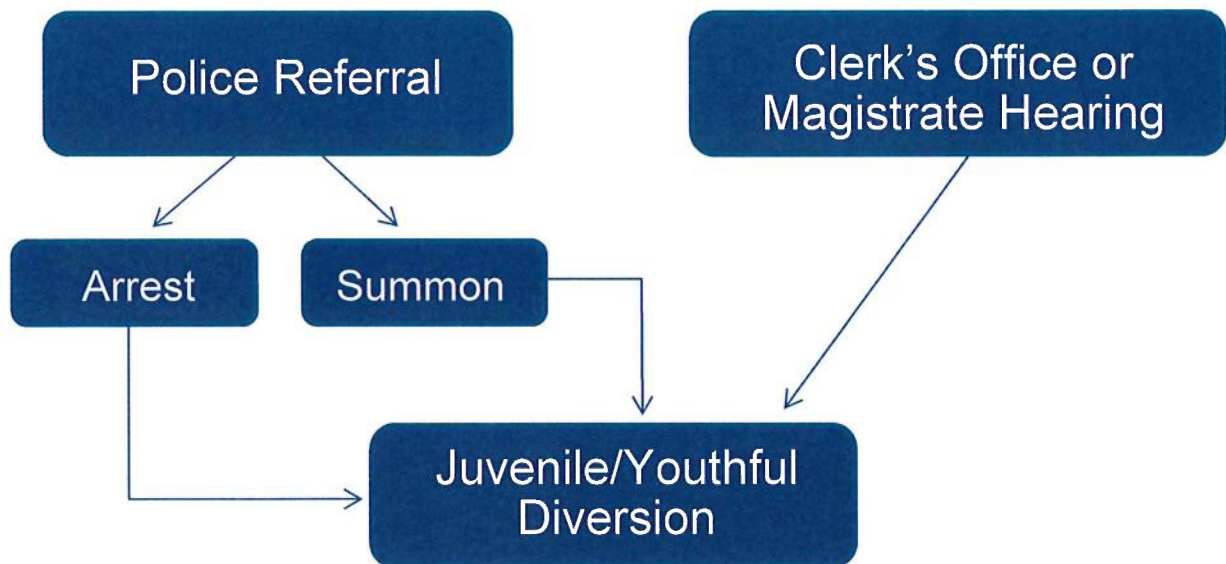 Police Referral
Clerk's Office or
Magistrate Hearing
Arrest
Summon
Juvenile/Youthful
Diversion